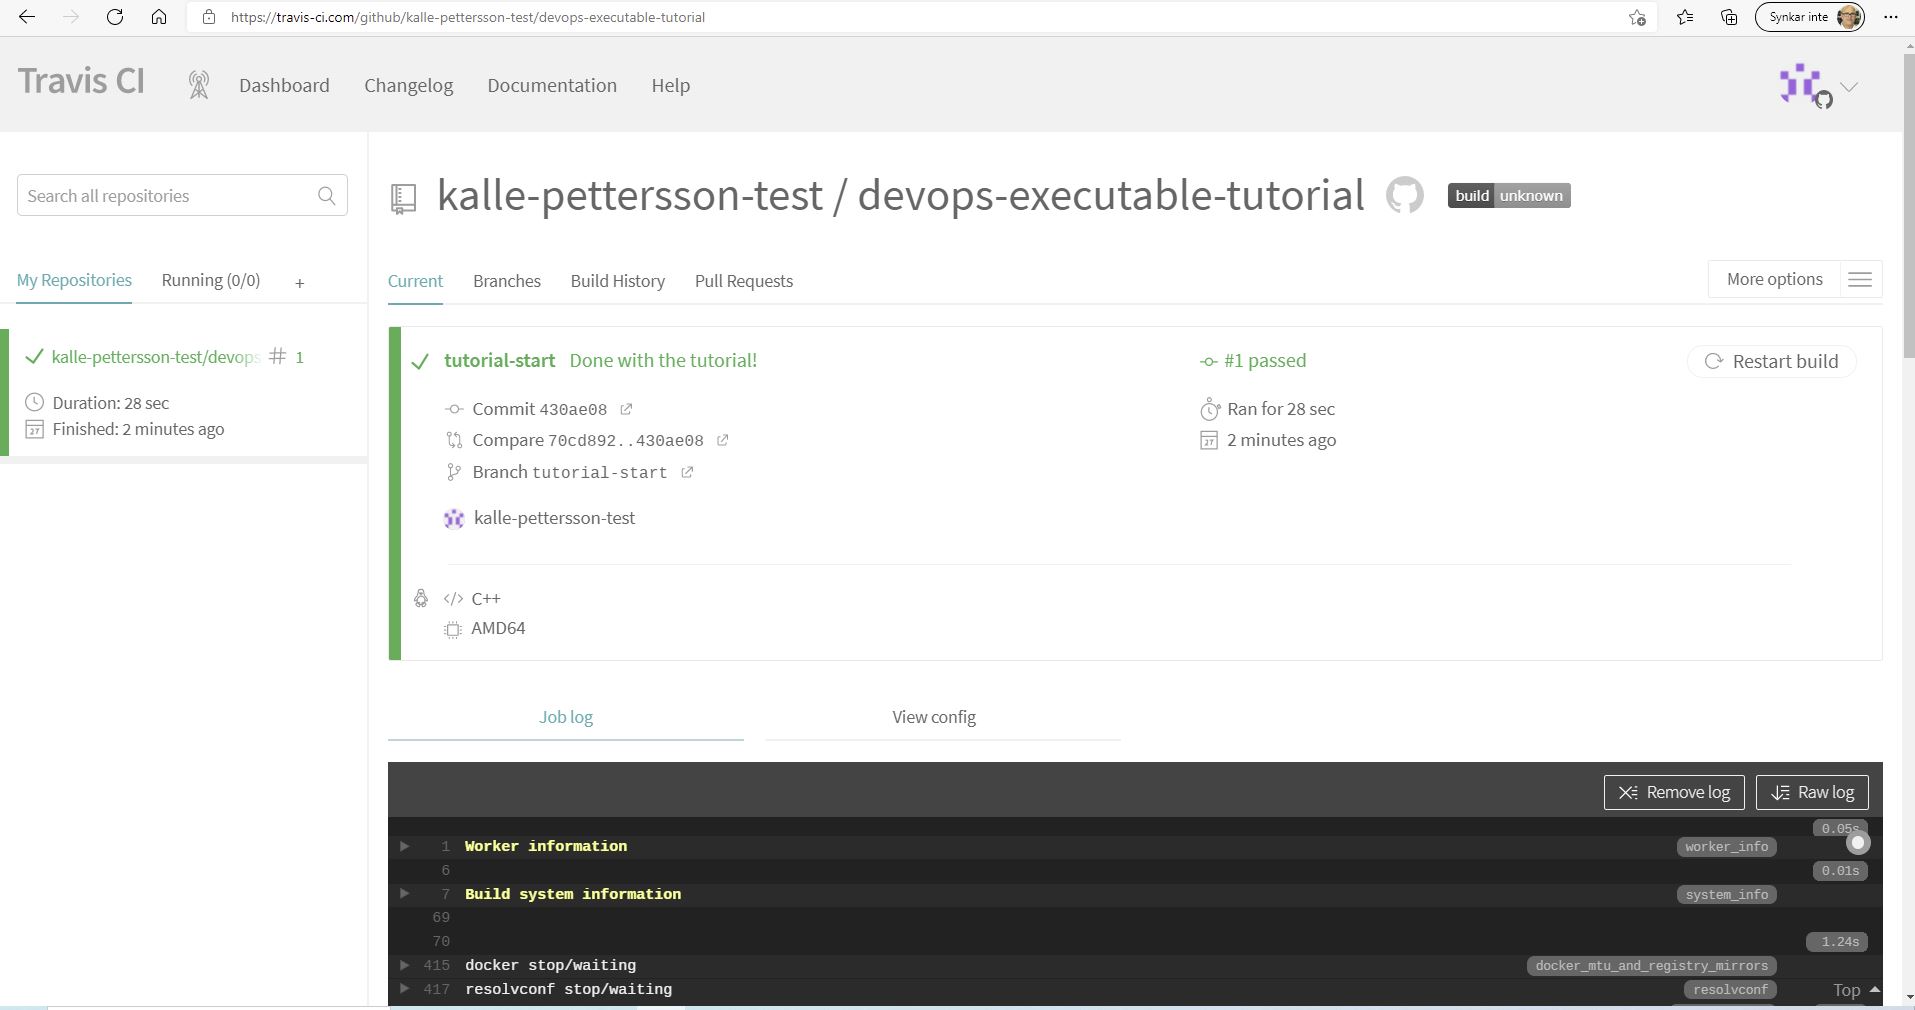 https://travis-ci.com/github/kalle-pettersson-test/devops-executable-tutorial
Synkar inte
Travis CI
Dashboard
Changelog
Documentation
Help
Search all repositories
My Repositories
Running (0/0)
+
kalle-pettersson-test/devops
# 1
Duration: 28 sec
27
Finished: 2 minutes ago
kalle-pettersson-test / devops-executable-tutorial
build unknown
Current
Branches
Build History
Pull Requests
More options
tutorial-start Done with the tutorial!
#1 passed
Restart build
Commit 430ae08
Ran for 28 sec
Compare 70cd892..430ae08
27
2 minutes ago
Branch tutorial-start
kalle-pettersson-test
</> C++
AMD64
Job log
View config
Remove log
Raw log
0.05s
1 Worker information worker_info
6 0.01s
7 Build system information system_info
69
70 1.24s
415 docker stop/waiting docker_mtu_and_registry_mirrors
417 resolvconf stop/waiting resolvconf
Top